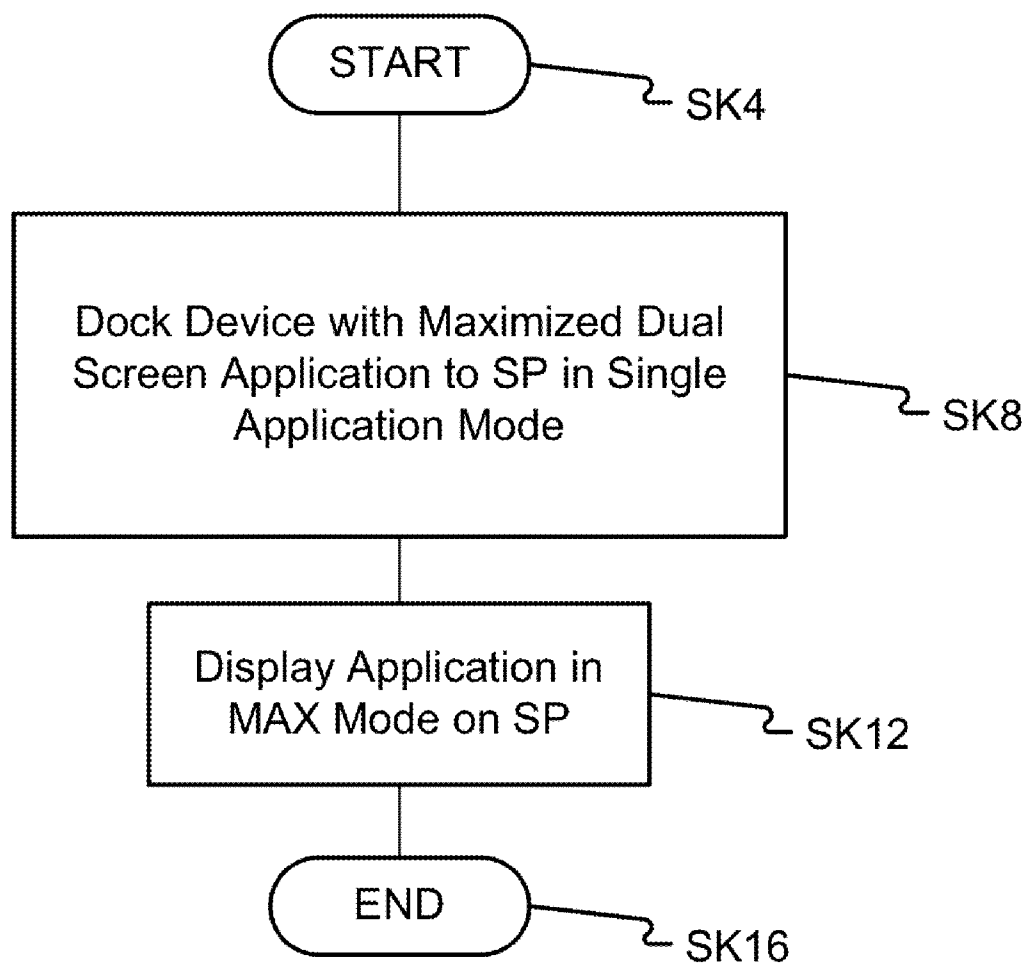 START
SK4
Dock Device with Maximized Dual
Screen Application to SP in Single
Application Mode
SK8
Display Application in
MAX Mode on SP
SK12
END
SK16